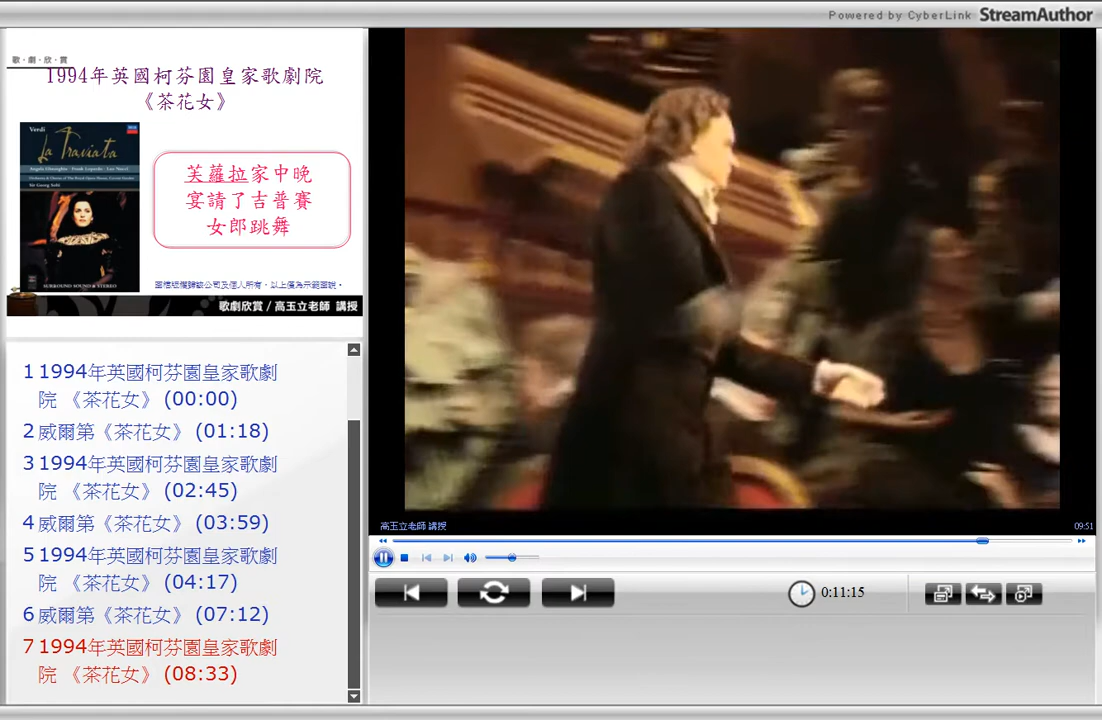 Powered by CyberLink StreamAuthor
歌·劇·欣·賞
1994年英國柯芬園皇家歌劇院
《茶花女》
Verdi
La Traviata
Sir Georg Solti
SURROUND SOUND & STEREO
芙蘿拉家中晚
宴請了吉普賽
女郎跳舞
歌劇欣賞 / 高玉立老師 講授
1 1994年英國柯芬園皇家歌劇
院 《茶花女》 (00:00)
2 威爾第《茶花女》 (01:18)
3 1994年英國柯芬園皇家歌劇
院 《茶花女》 (02:45)
4 威爾第《茶花女》 (03:59)
5 1994年英國柯芬園皇家歌劇
院 《茶花女》 (04:17)
6 威爾第《茶花女》 (07:12)
7 1994年英國柯芬園皇家歌劇
院 《茶花女》 (08:33)
高玉立老師 講授
09:51
0:11:15